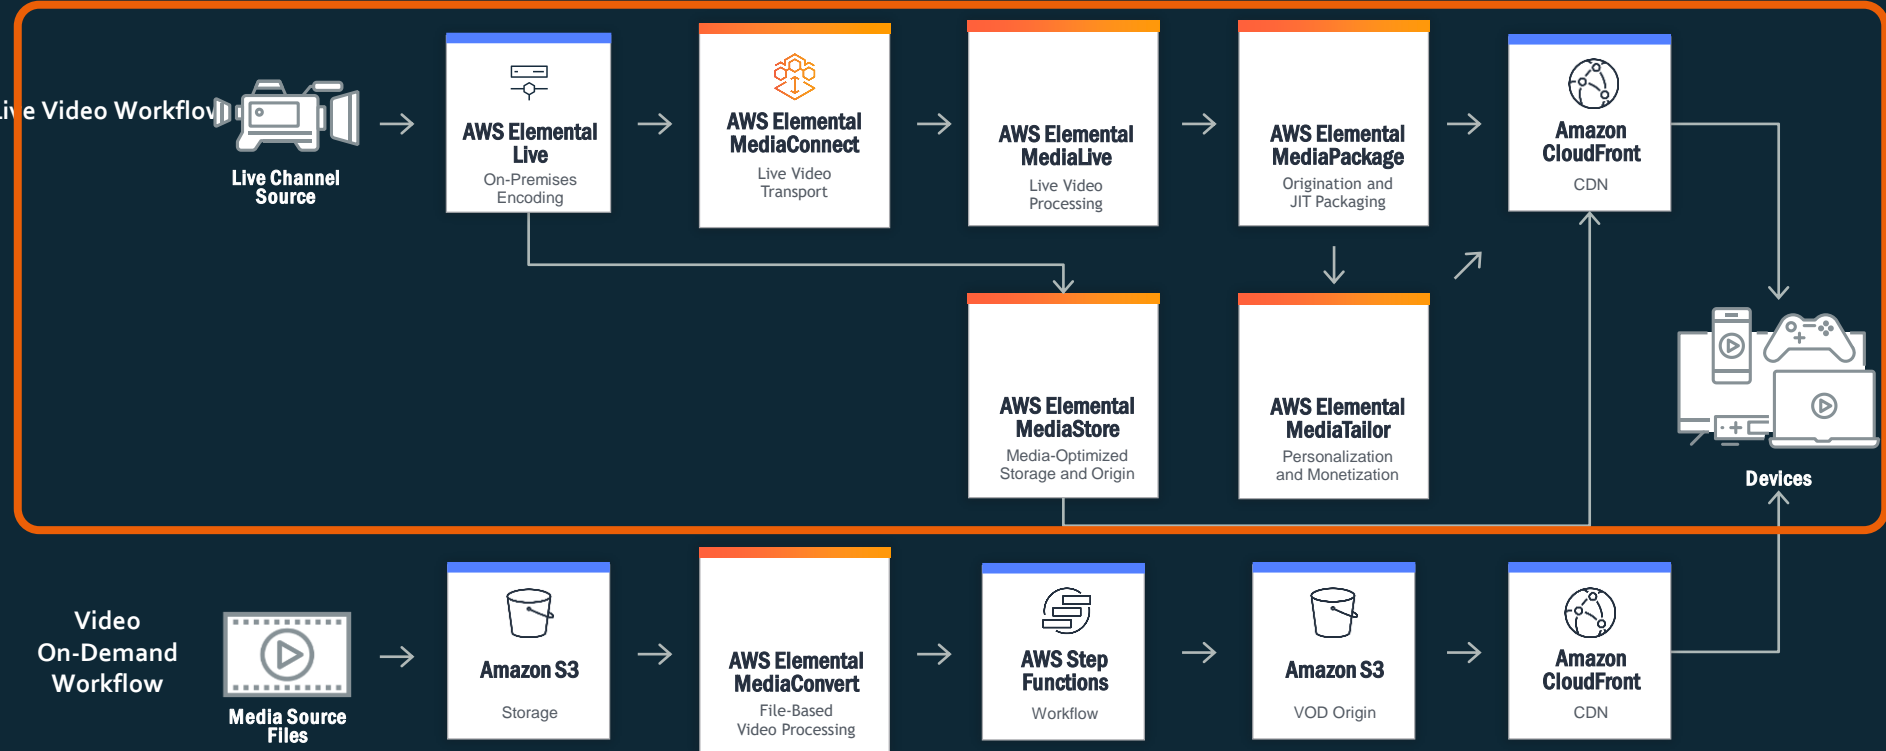 Live Video Workflow
Live Channel
Source
AWS Elemental
Live
On-Premises
Encoding
AWS Elemental
MediaConnect
Live Video
Transport
AWS Elemental
MediaLive
Live Video
Processing
AWS Elemental
MediaPackage
Origination and
JIT Packaging
Amazon
CloudFront
CDN
AWS Elemental
MediaStore
Media-Optimized
Storage and Origin
AWS Elemental
MediaTailor
Personalization
and Monetization
Devices
Video
On-Demand
Workflow
Media Source
Files
Amazon S3
Storage
AWS Elemental
MediaConvert
File-Based
Video Processing
AWS Step
Functions
Workflow
Amazon S3
VOD Origin
Amazon
CloudFront
CDN